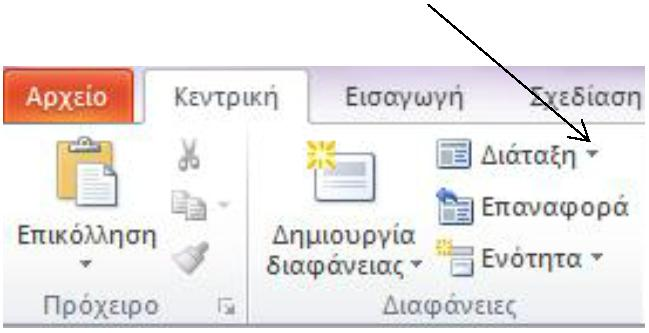 Αρχείο Κεντρική Εισαγωγή Σχεδίαση
Επικόλληση
Δημιουργία
διαφάνειας
Διάταξη
Επαναφορά
Ενότητα
Πρόχειρο Διαφάνειες